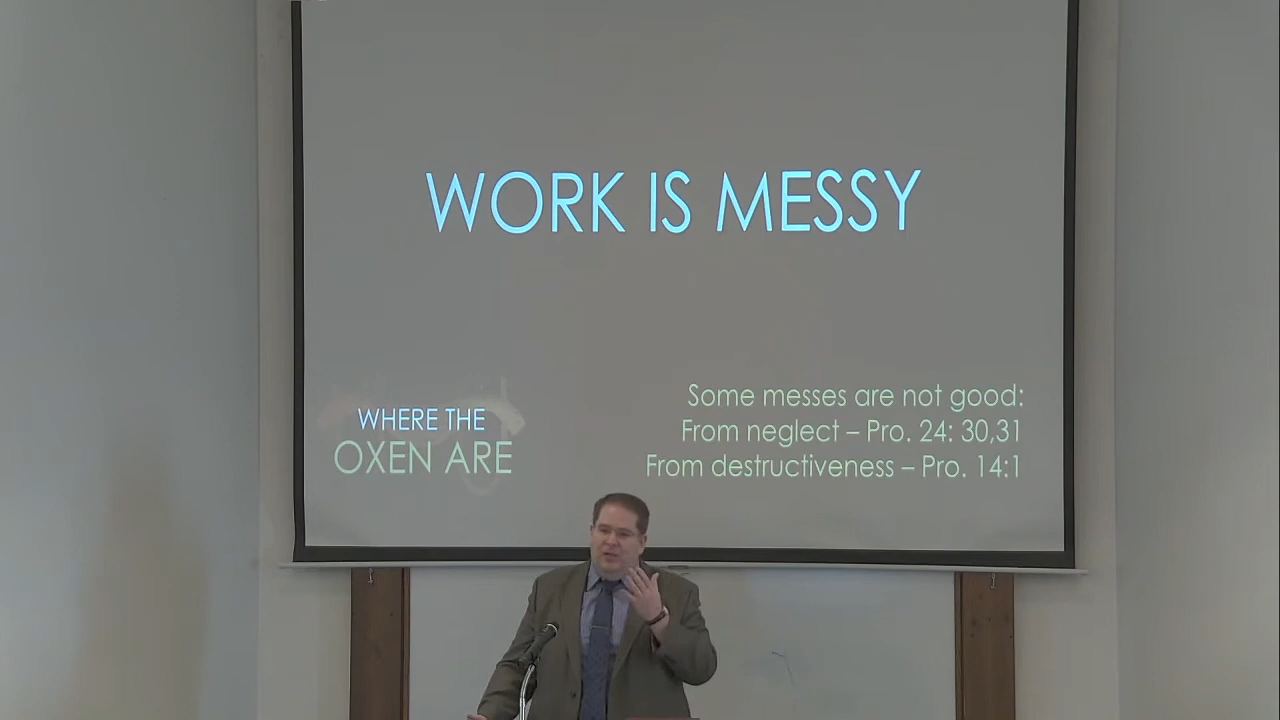 WORK IS MESSY
WHERE THE
OXEN ARE
Some messes are not good:
From neglect – Pro. 24: 30,31
From destructiveness – Pro. 14:1